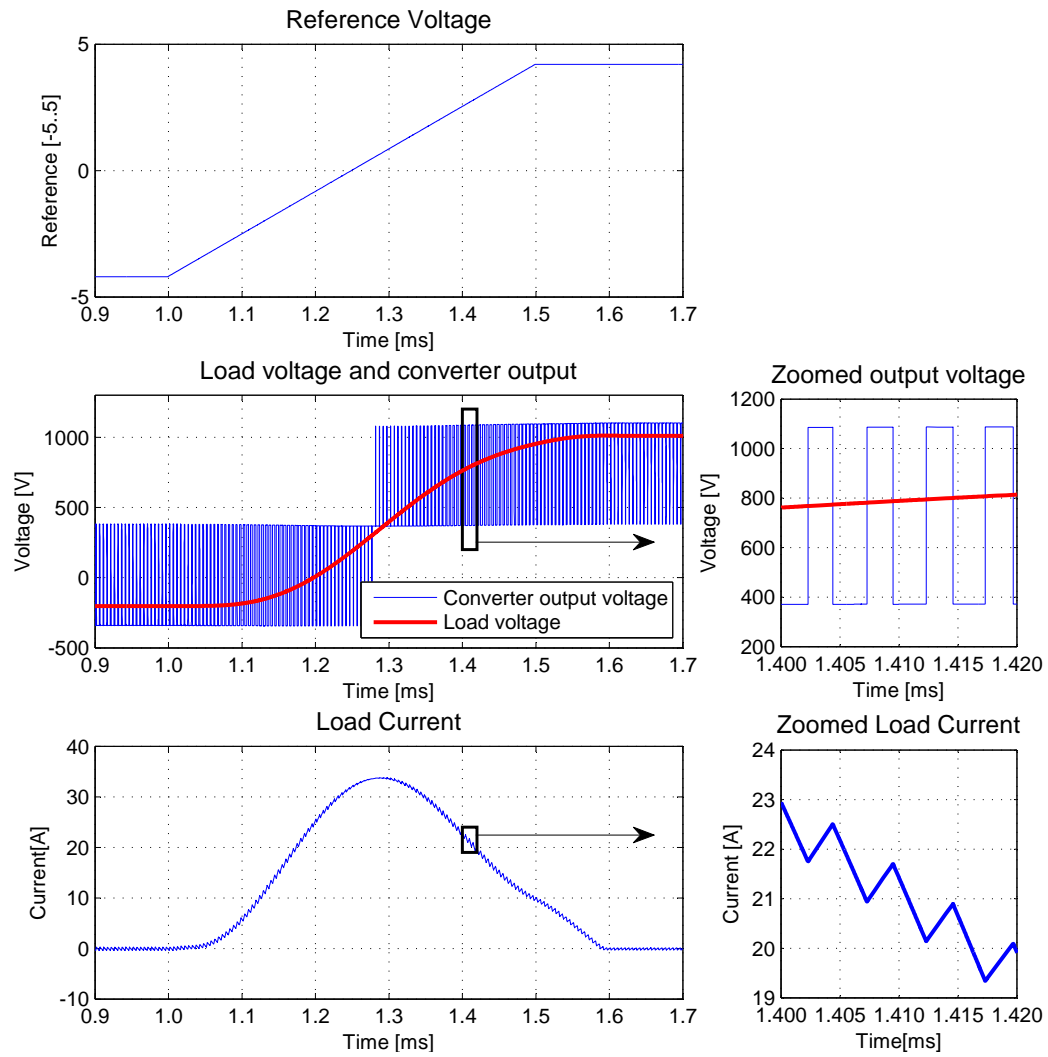 Reference Voltage
5
0
-5
Reference [-5..5]
0.9 1.0 1.1 1.2 1.3 1.4 1.5 1.6 1.7
Time [ms]
Load voltage and converter output
1000
500
0
-500
Voltage [V]
Converter output voltage
Load voltage
0.9 1.0 1.1 1.2 1.3 1.4 1.5 1.6 1.7
Time [ms]
Zoomed output voltage
1200
1000
800
600
400
200
Voltage [V]
1.400 1.405 1.410 1.415 1.420
Time [ms]
Load Current
40
30
20
10
0
-10
Current[A]
0.9 1.0 1.1 1.2 1.3 1.4 1.5 1.6 1.7
Time [ms]
Zoomed Load Current
24
23
22
21
20
19
Current [A]
1.400 1.405 1.410 1.415 1.420
Time[ms]